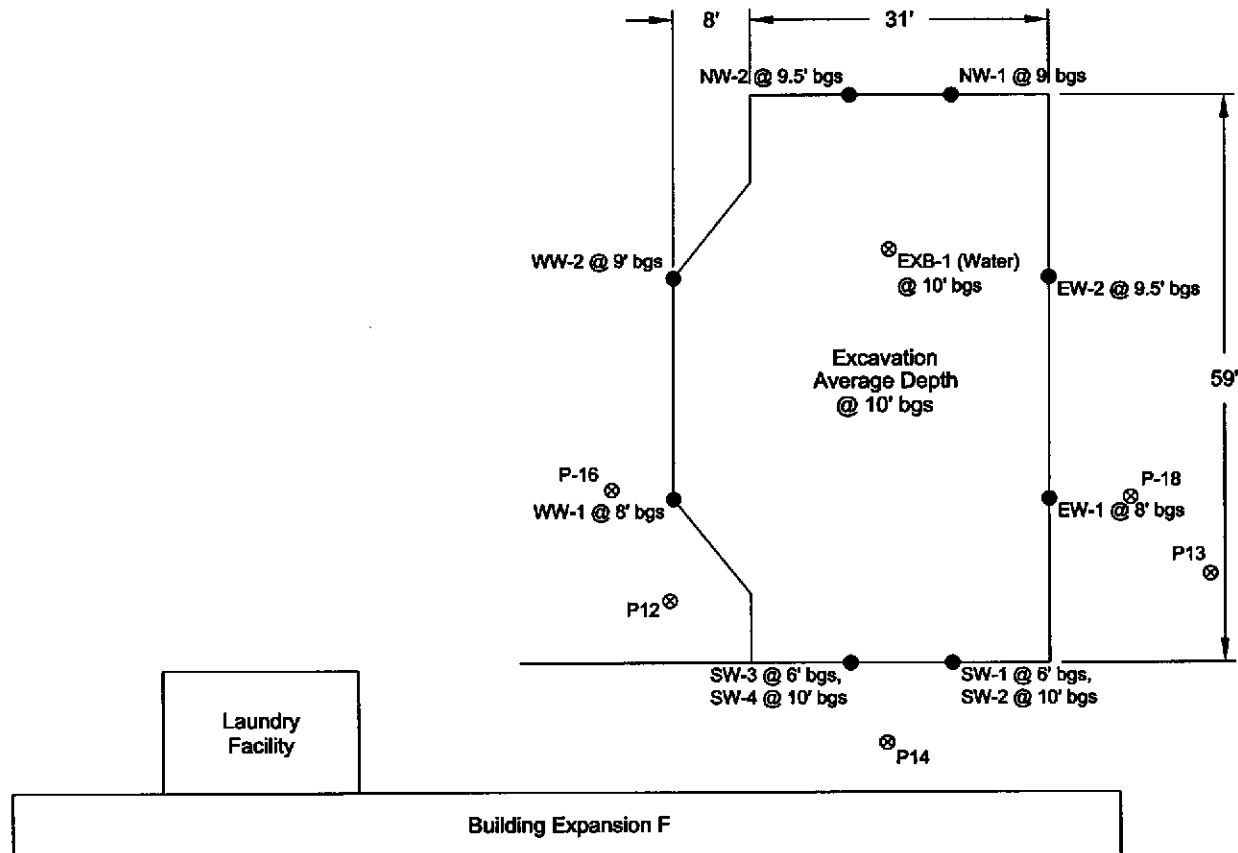 8'
31'
NW-2 @ 9.5' bgs
NW-1 @ 9' bgs
WW-2 @ 9' bgs
EXB-1 (Water)
@ 10' bgs
EW-2 @ 9.5' bgs
Excavation
Average Depth
@ 10' bgs
59'
P-16
WW-1 @ 8' bgs
P-18
EW-1 @ 8' bgs
P13
P12
SW-3 @ 6' bgs,
SW-4 @ 10' bgs
SW-1 @ 6' bgs,
SW-2 @ 10' bgs
Laundry
Facility
P14
Building Expansion F